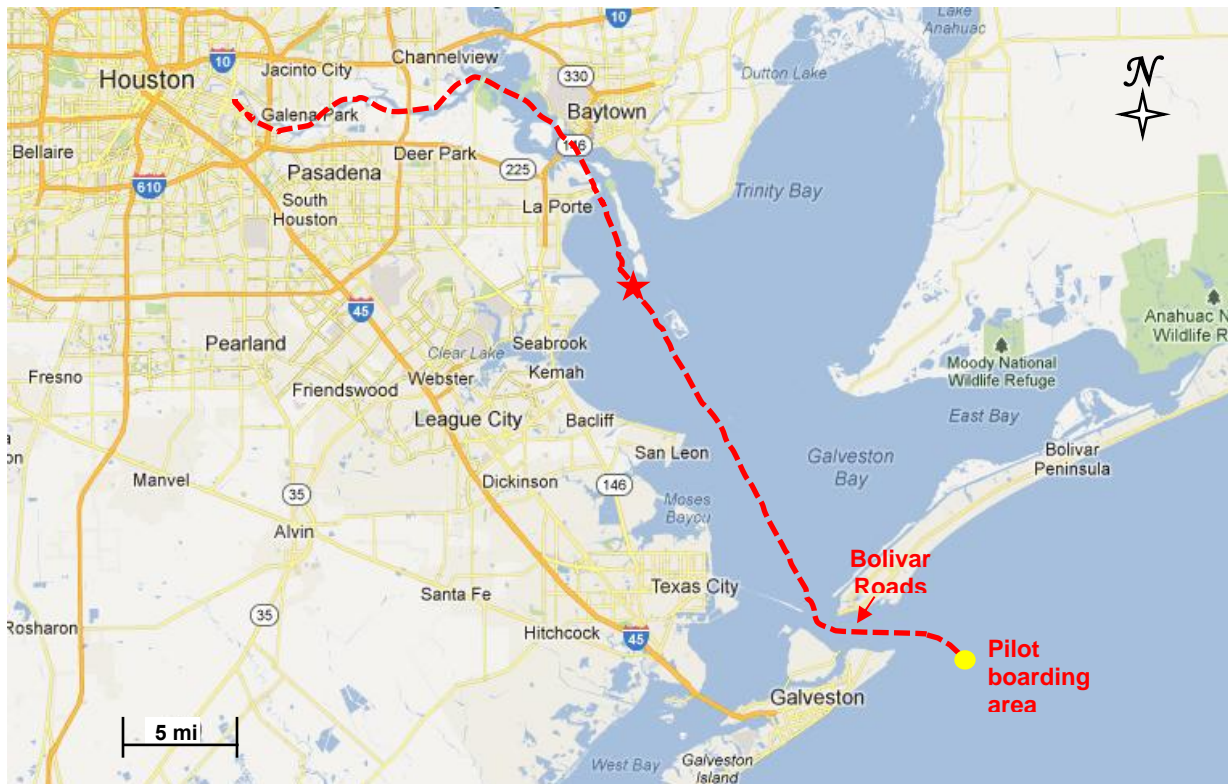 Lake
Anahuac
10
Channelview
10
Jacinto City
Houston
330
Dutton Lake
N
Galena Park
Baytown
Bellaire
146
Deer Park
225
Pasadena
610
Trinity Bay
South
Houston
La Porte
45
Anahuac N
Wildlife R
Pearland
Clear Lake
Seabrook
Moody National
Wildlife Refuge
Fresno
Friendswood
Webster
Kemah
East Bay
League City
Bacliff
Bolivar
Peninsula
San Leon
Galveston
Bay
Manvel
Dickinson
146
35
Moses
Bayou
Alvin
Bolivar
Roads
Texas City
Santa Fe
35
Rosharon
Hitchcock
45
Pilot
boarding
area
Galveston
5 mi
West Bay
Galveston
Island